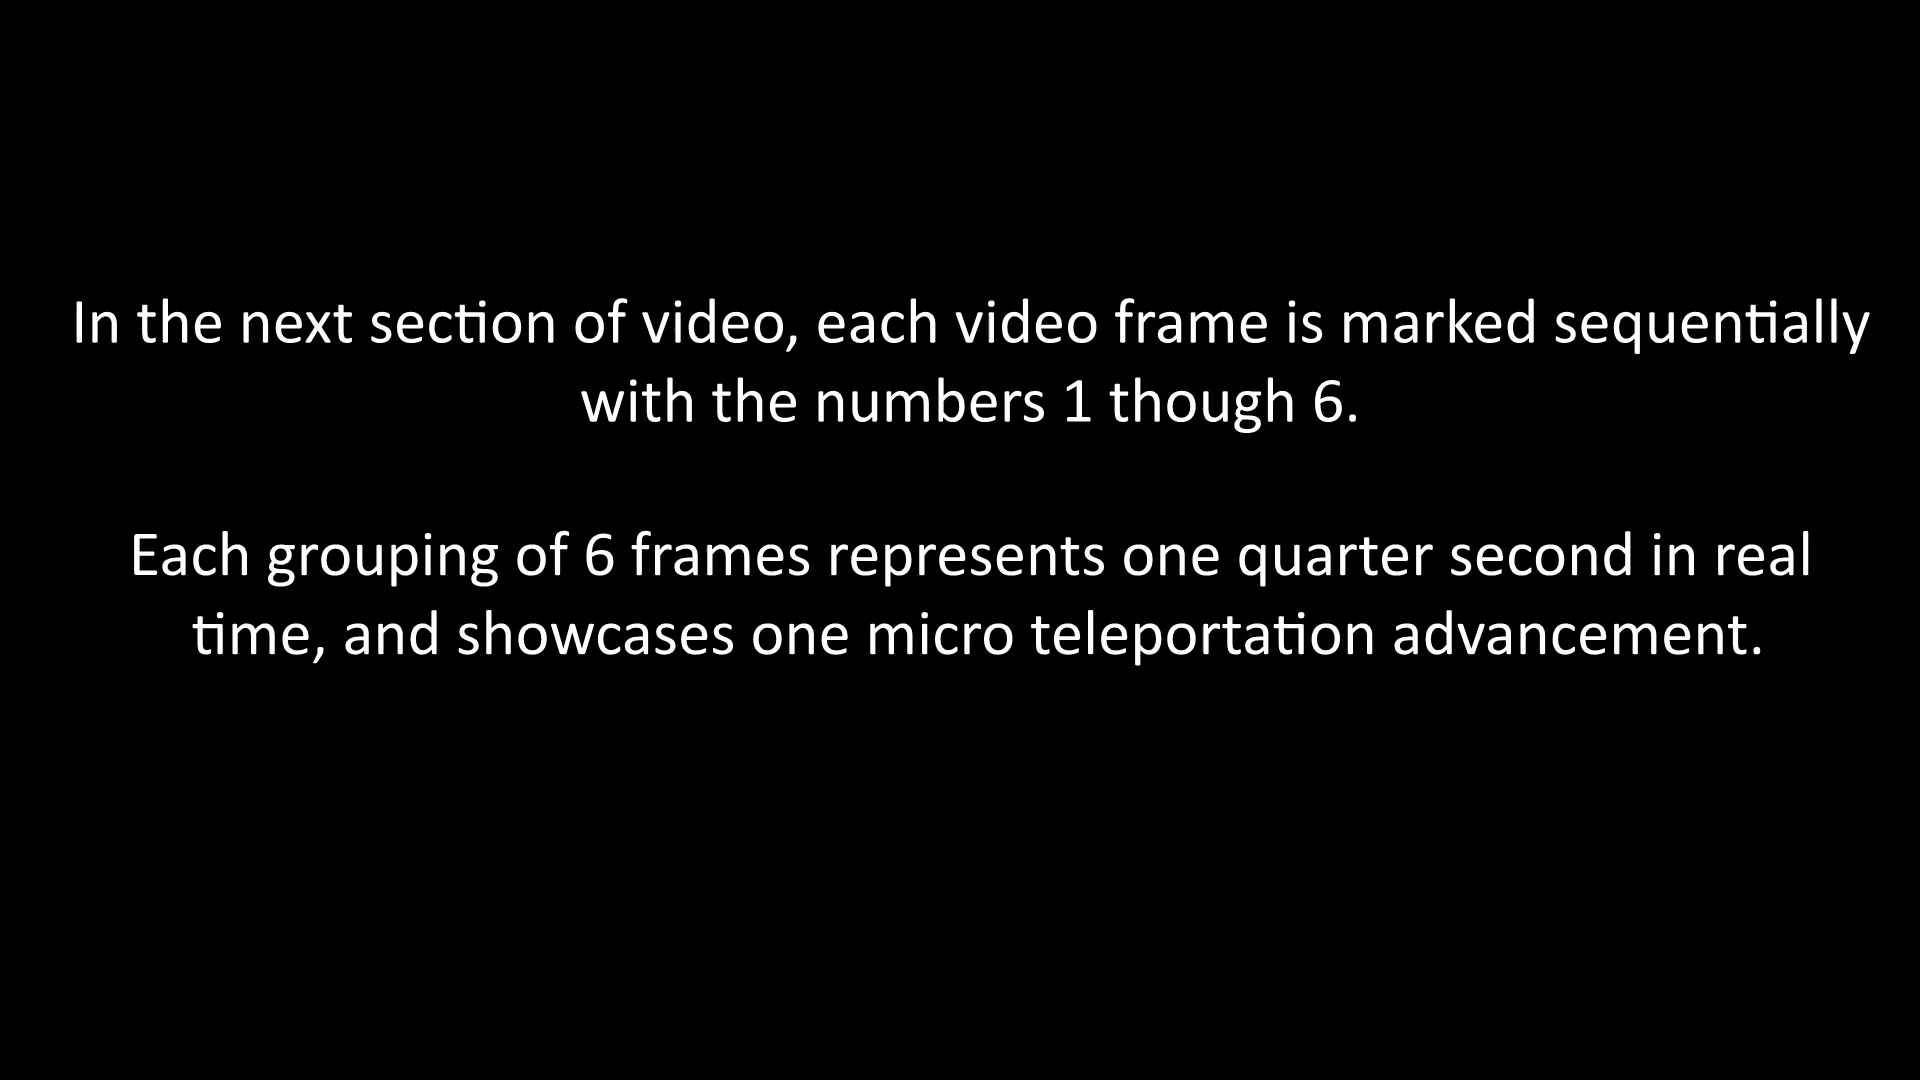 In the next section of video, each video frame is marked sequentially
with the numbers 1 though 6.
Each grouping of 6 frames represents one quarter second in real
time, and showcases one micro teleportation advancement.